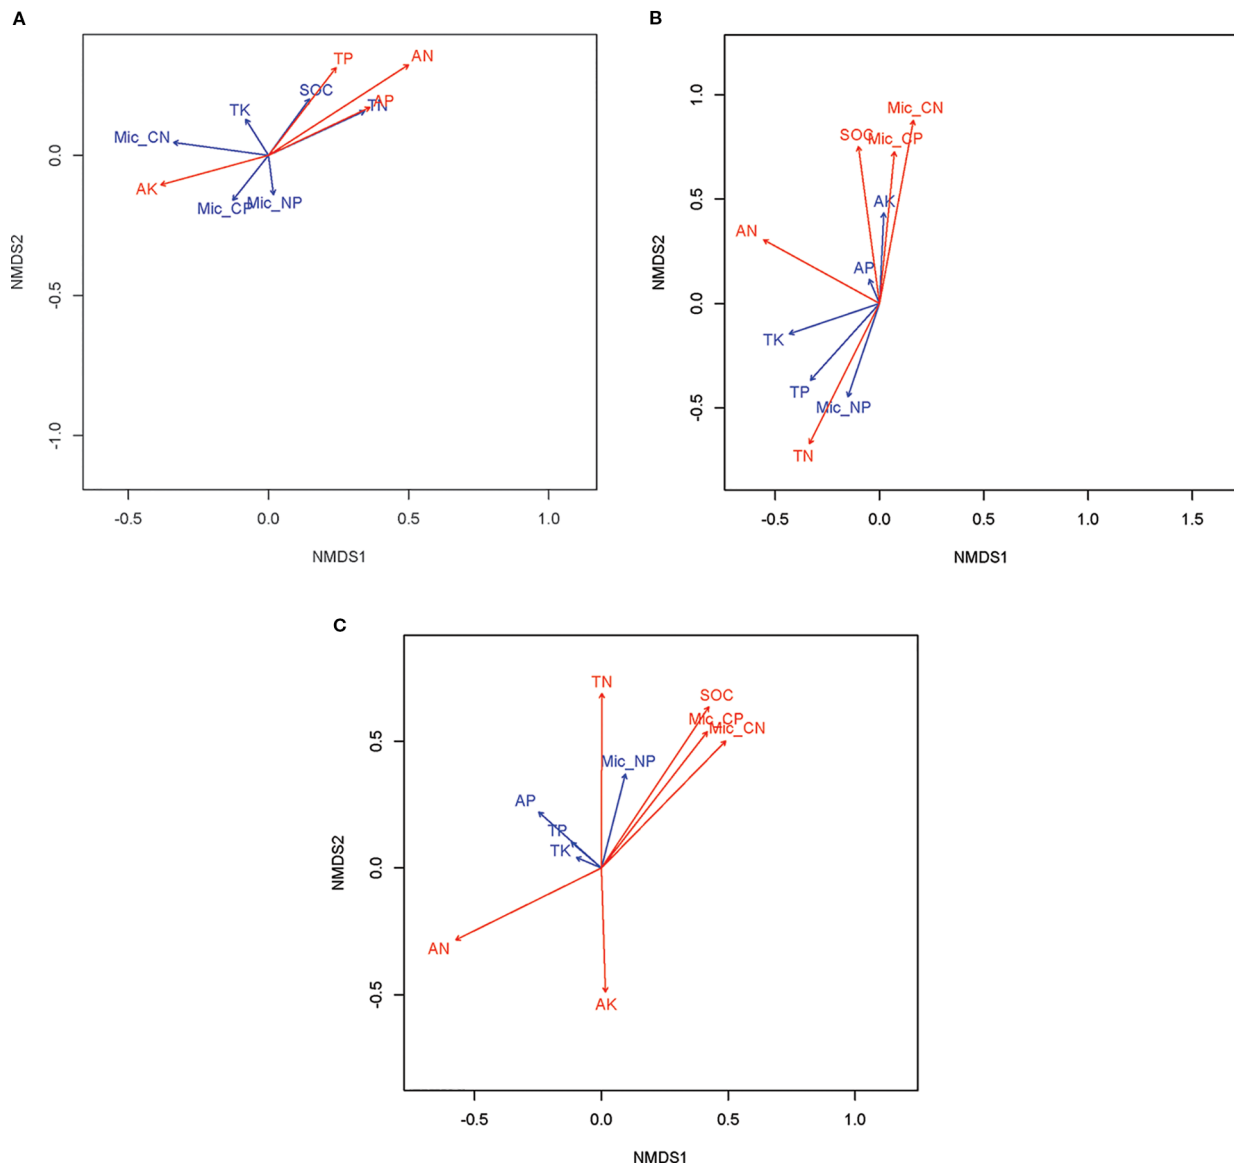 A
TP
AN
SOC
AP
TN
TK
Mic_CN
AK
Mic_CP
Mic_NP
0.0
-0.5
-1.0
NMDS2
-0.5
0.0
0.5
1.0
NMDS1
B
Mic_CN
SOC
Mic_CP
AK
AN
AP
TK
TP
Mic_NP
TN
1.0
0.5
0.0
-0.5
NMDS2
-0.5
0.0
0.5
1.0
1.5
NMDS1
C
TN
SOC
Mic_CP
Mic_CN
Mic_NP
AP
TP
TK
AN
AK
0.5
0.0
-0.5
NMDS2
-0.5
0.0
0.5
1.0
NMDS1